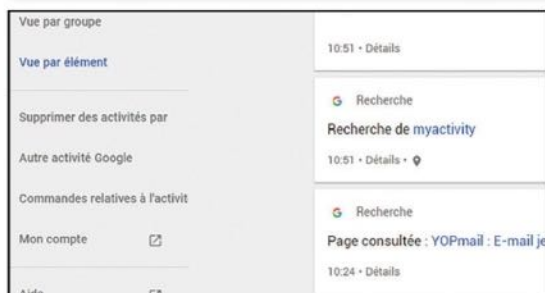 Vue par groupe
Vue par élément
Supprimer des activités par
Autre activité Google
Commandes relatives à l'activit
Mon compte
Aide
10:51 • Détails
G Recherche
Recherche de myactivity
10:51 • Détails •
G Recherche
Page consultée : YOPmail : E-mail je
10:24 • Détails